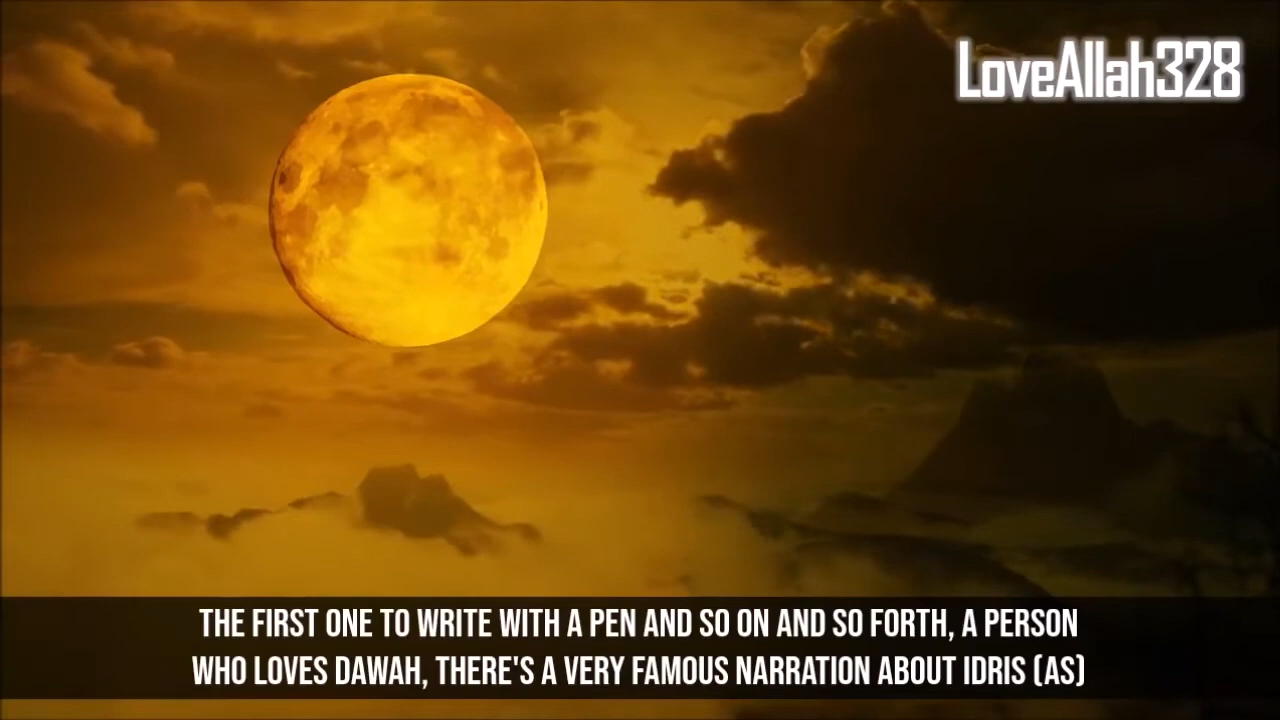 LoveAllah328
THE FIRST ONE TO WRITE WITH A PEN AND SO ON AND SO FORTH, A PERSON
WHO LOVES DAWAH, THERE'S A VERY FAMOUS NARRATION ABOUT IDRIS (AS)